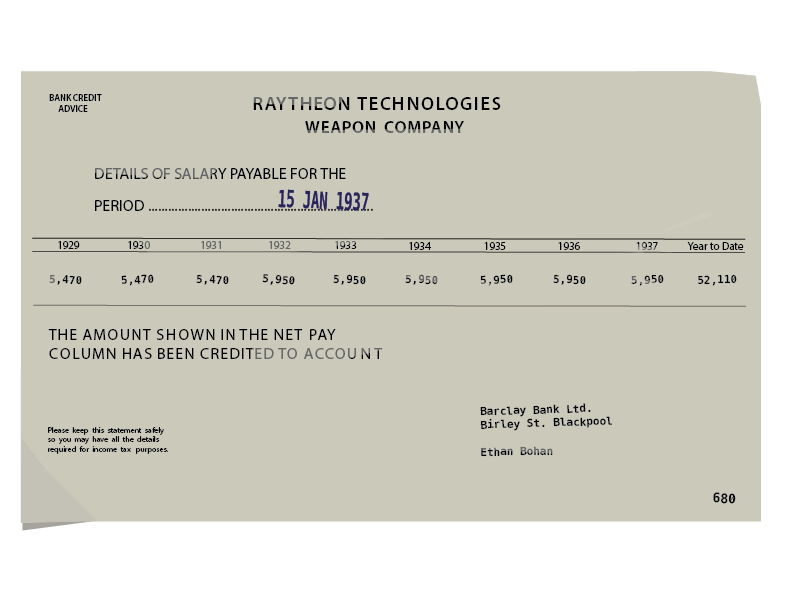 BANK CREDIT
ADVICE
RAYTHEON TECHNOLOGIES
WEAPON COMPANY
DETAILS OF SALARY PAYABLE FOR THE
PERIOD ........................................................ 15 JAN 1937
1929 1930 1931 1932 1933 1934 1935 1936 1937 Year to Date
5,470 5,470 5,470 5,950 5,950 5,950 5,950 5,950 5,950 52,110
THE AMOUNT SHOWN IN THE NET PAY
COLUMN HAS BEEN CREDITED TO ACCOUNT
Please keep this statement safely
so you may have all the details
required for income tax purposes.
Barclay Bank Ltd.
Birley St. Blackpool
Ethan Bohan
680